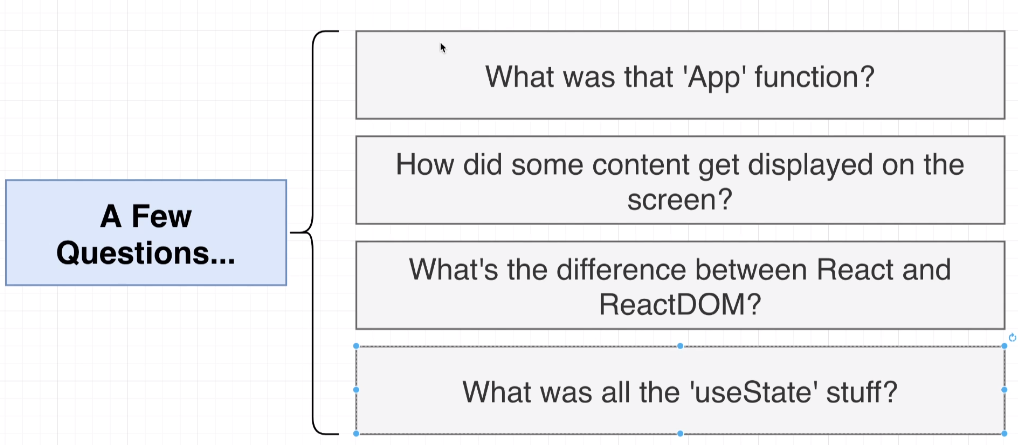 A Few
Questions...
What was that 'App' function?
How did some content get displayed on the
screen?
What's the difference between React and
ReactDOM?
What was all the 'useState' stuff?